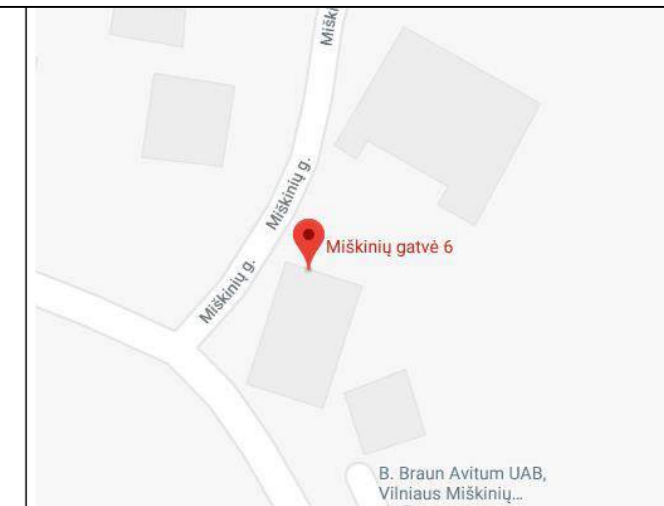 Miški
Miškinių g.
Miškinių gatvė 6
Miškinių g.
B. Braun Avitum UAB,
Vilniaus Miškinių...